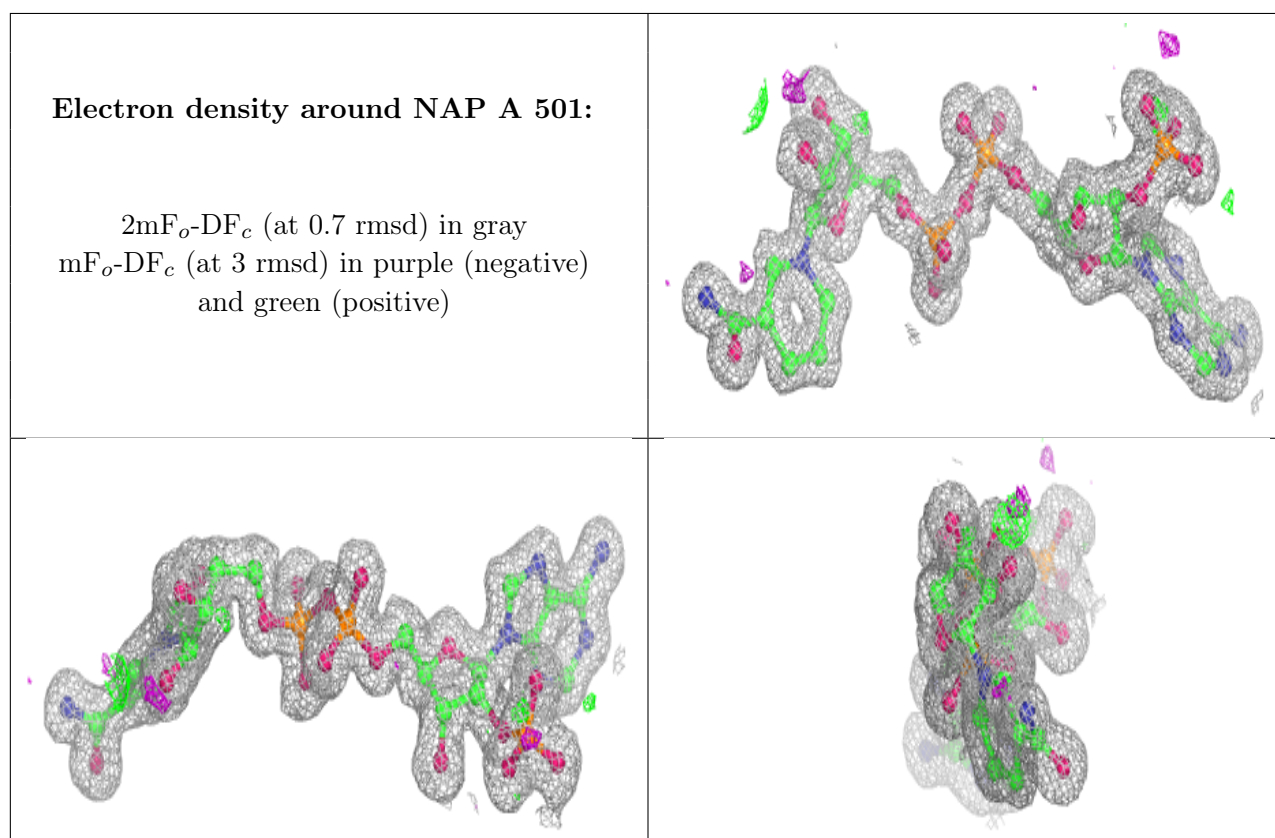 Electron density around NAP A 501:
2mFo-DFc (at 0.7 rmsd) in gray
mFo-DFc (at 3 rmsd) in purple (negative)
and green (positive)